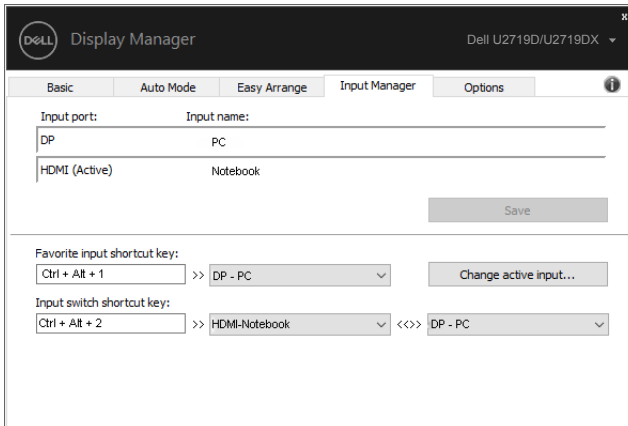 x
DELL Display Manager Dell U2719D/U2719DX
Basic Auto Mode Easy Arrange Input Manager Options i
Input port: Input name:
DP PC
HDMI (Active) Notebook
Save
Favorite input shortcut key:
Ctrl + Alt + 1 >> DP - PC Change active input...
Input switch shortcut key:
Ctrl + Alt + 2 >> HDMI-Notebook <<>> DP - PC